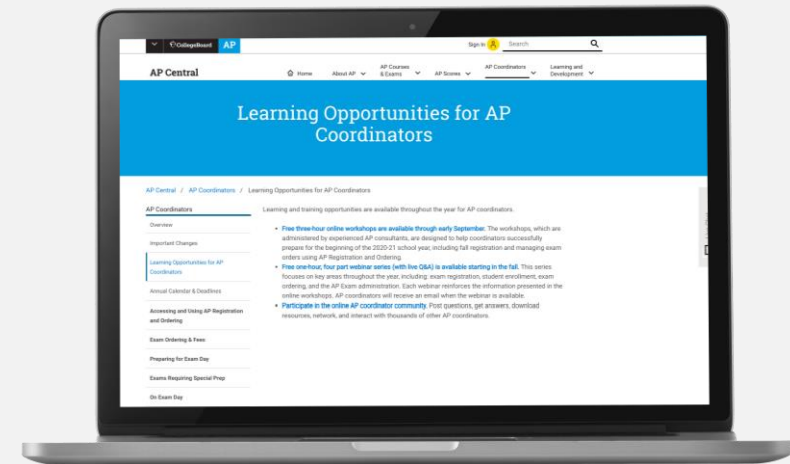 CollegeBoard AP
Sign In
Search
AP Central
Home
About AP
AP Courses
& Exams
AP Scores
AP Coordinators
Learning and
Development
Learning Opportunities for AP
Coordinators
AP Central / AP Coordinators / Learning Opportunities for AP Coordinators
AP Coordinators
Overview
Important Changes
Learning Opportunities for AP
Coordinators
Annual Calendar & Deadlines
Accessing and Using AP Registration
and Ordering
Exam Ordering & Fees
Preparing for Exam Day
Exams Requiring Special Prep
On Exam Day
Learning and training opportunities are available throughout the year for AP coordinators.
• Free three-hour online workshops are available through early September. The workshops, which are
administered by experienced AP consultants, are designed to help coordinators successfully
prepare for the beginning of the 2020-21 school year, including fall registration and managing exam
orders using AP Registration and Ordering.
• Free one-hour, four part webinar series (with live Q&A) is available starting in the fall. This series
focuses on key areas throughout the year, including: exam registration, student enrollment, exam
ordering, and the AP Exam administration. Each webinar reinforces the information presented in the
online workshops. AP coordinators will receive an email when the webinar is available.
• Participate in the online AP coordinator community. Post questions, get answers, download
resources, network, and interact with thousands of other AP coordinators.